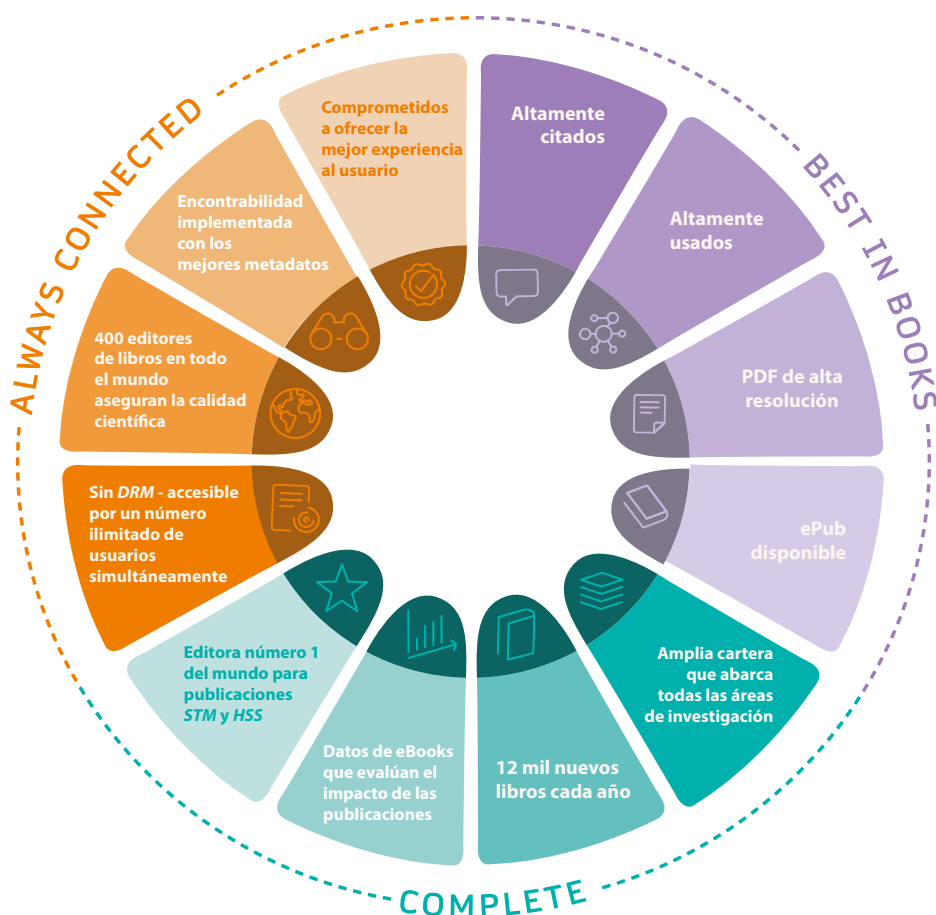 ALWAYS CONNECTED
BEST IN BOOKS
COMPLETE
Altamente
citados
Altamente
usados
PDF de alta
resolución
ePub
disponible
Amplia cartera
que abarca
todas las áreas
de investigación
12 mil nuevos
libros cada año
Datos de eBooks
que evalúan el
impacto de las
publicaciones
Editora número 1
del mundo para
publicaciones
STM y HSS
Sin DRM - accesible
por un número
ilimitado de
usuarios
simultáneamente
400 editores
de libros en todo
el mundo
aseguran la calidad
científica
Encontrabilidad
implementada
con los
mejores metadatos
Comprometidos
a ofrecer la
mejor experiencia
al usuario